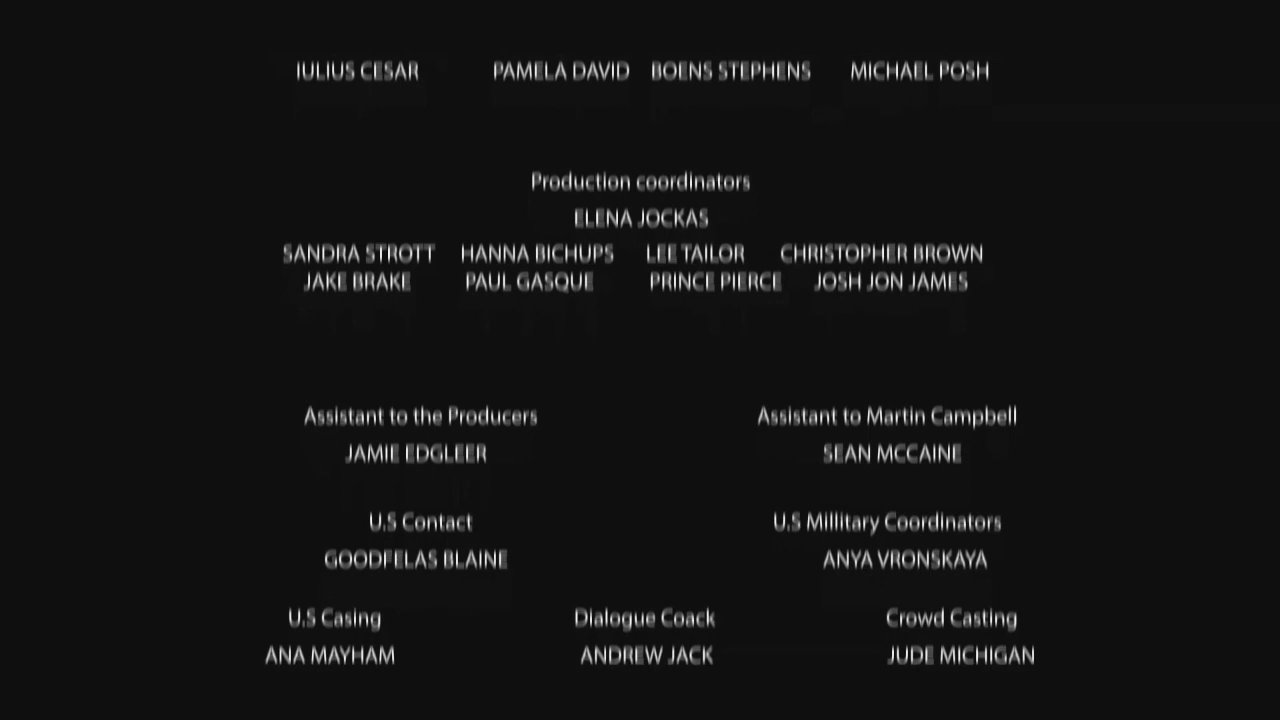 IULIUS CESAR PAMELA DAVID BOENS STEPHENS MICHAEL POSH
Production coordinators
ELENA JOCKAS
SANDRA STROTT HANNA BICHUPS LEE TAILOR CHRISTOPHER BROWN
JAKE BRAKE PAUL GASQUE PRINCE PIERCE JOSH JON JAMES
Assistant to the Producers Assistant to Martin Campbell
JAMIE EDGLEER SEAN MCCAINE
U.S Contact U.S Millitary Coordinators
GOODFELAS BLAINE ANYA VRONSKAYA
U.S Casing Dialogue Coack Crowd Casting
ANA MAYHAM ANDREW JACK JUDE MICHIGAN